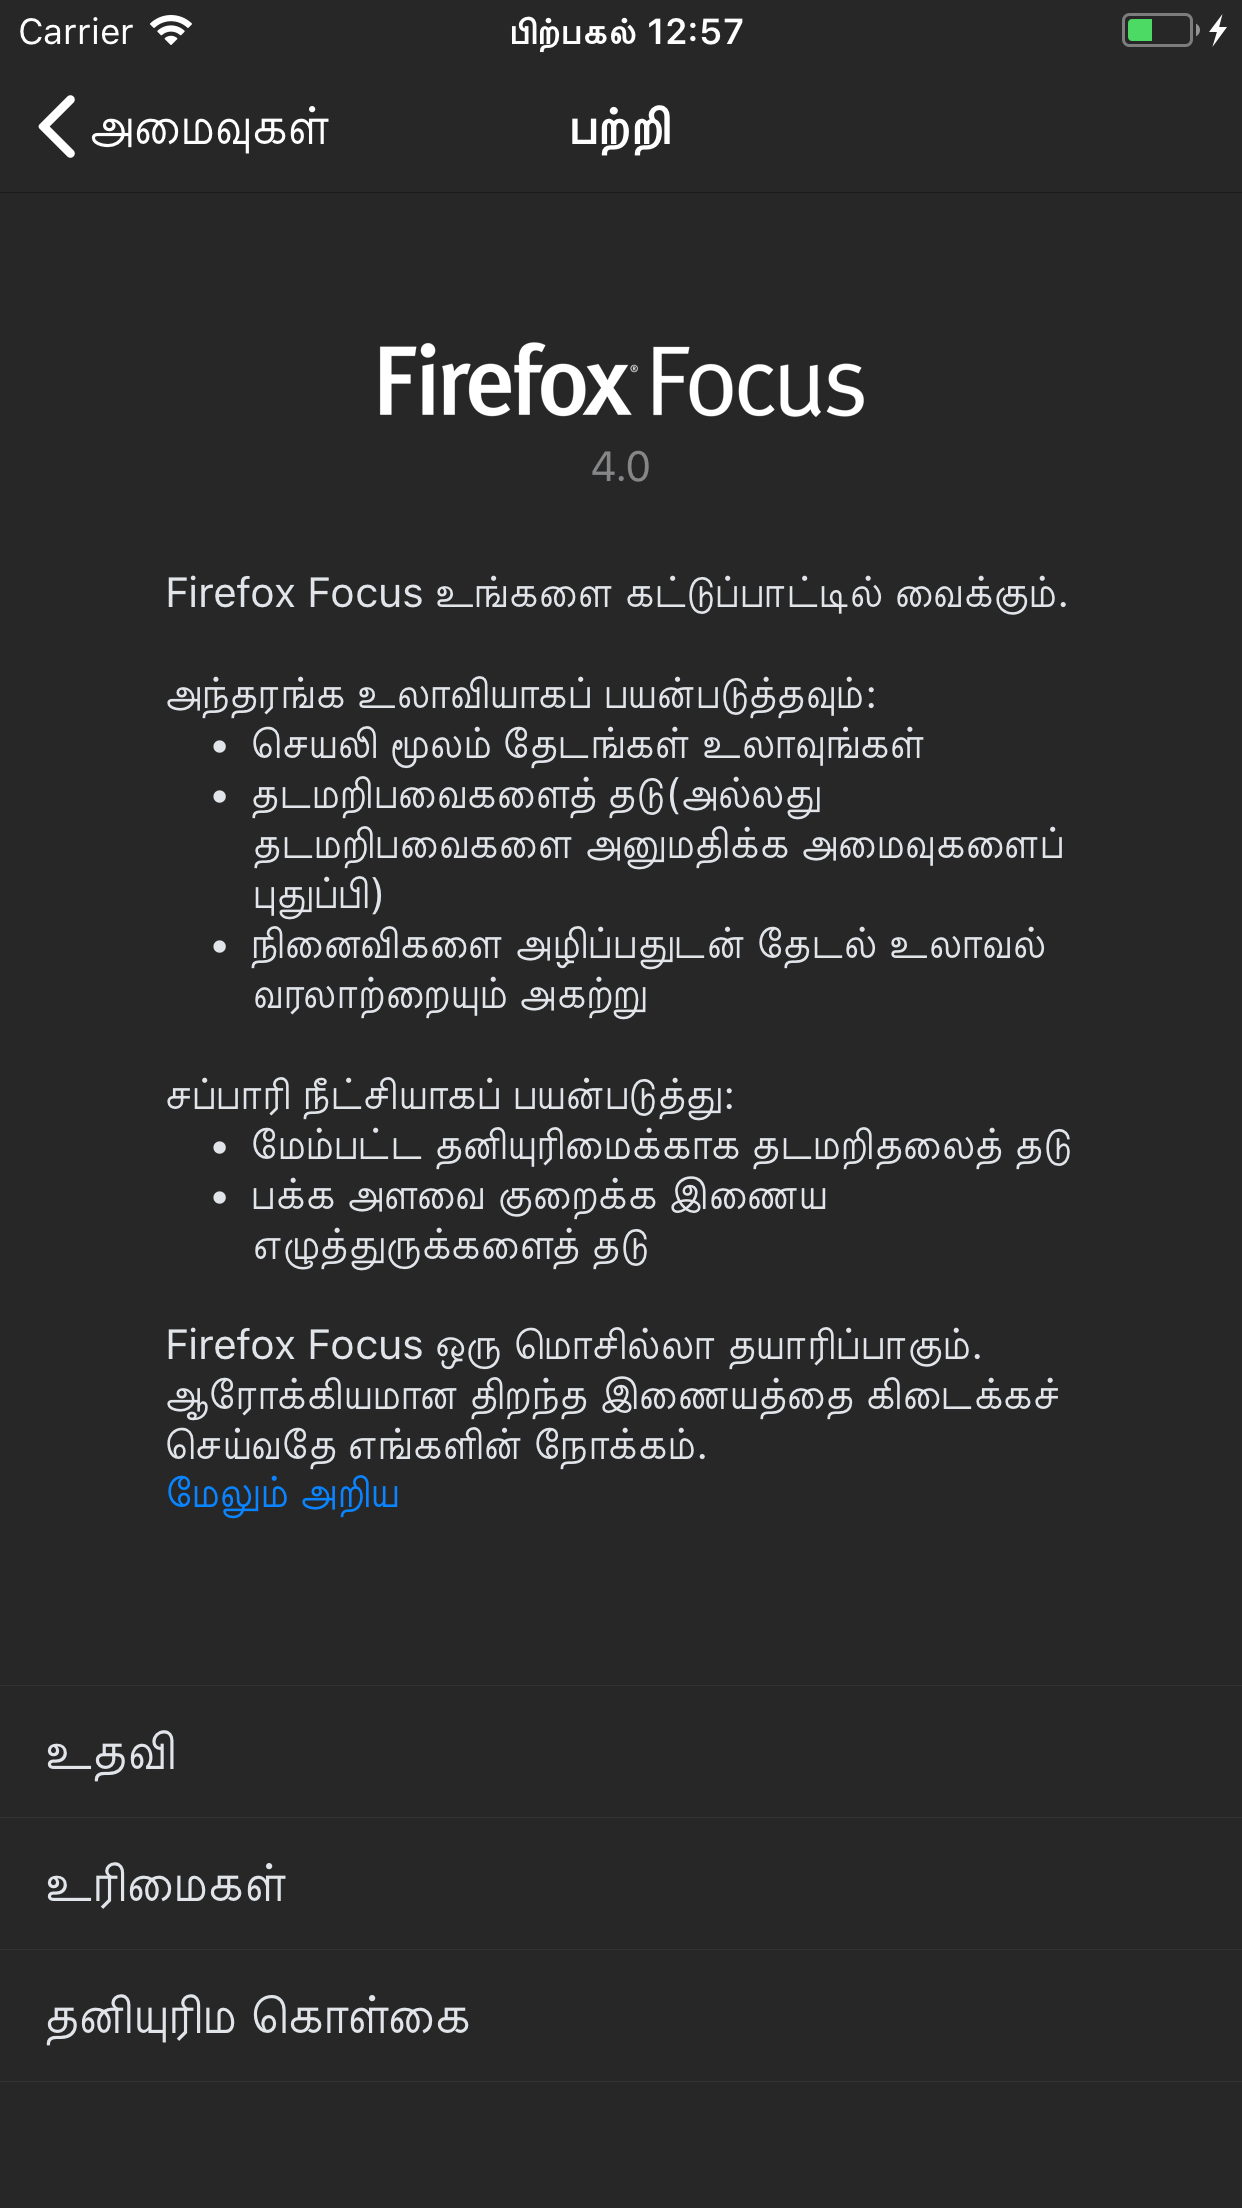 Carrier பிற்பகல் 12:57
அமைவுகள் பற்றி
Firefox® Focus
4.0
Firefox Focus உங்களை கட்டுப்பாட்டில் வைக்கும்.
அந்தரங்க உலாவியாகப் பயன்படுத்தவும்:
• செயலி மூலம் தேடங்கள் உலாவுங்கள்
• தடமறிபவைகளைத் தடு(அல்லது
தடமறிபவைகளை அனுமதிக்க அமைவுகளைப்
புதுப்பி)
• நினைவிகளை அழிப்பதுடன் தேடல் உலாவல்
வரலாற்றையும் அகற்று
சப்பாரி நீட்சியாகப் பயன்படுத்து:
• மேம்பட்ட தனியுரிமைக்காக தடமறிதலைத் தடு
• பக்க அளவை குறைக்க இணைய
எழுத்துருக்களைத் தடு
Firefox Focus ஒரு மொசில்லா தயாரிப்பாகும்.
ஆரோக்கியமான திறந்த இணையத்தை கிடைக்கச்
செய்வதே எங்களின் நோக்கம்.
மேலும் அறிய
உதவி
உரிமைகள்
தனியுரிம கொள்கை